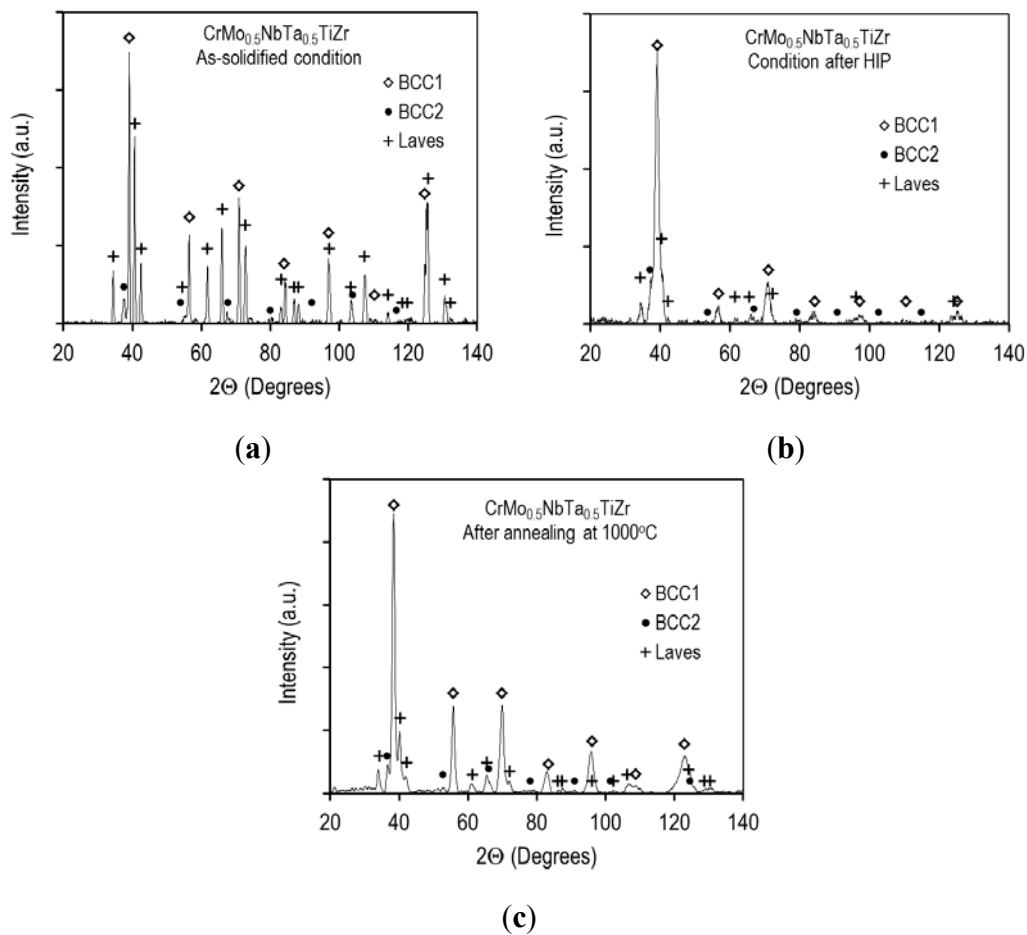 CrMo₀.₅NbTa₀.₅TiZr
As-solidified condition
◇ BCC1
● BCC2
+ Laves
Intensity (a.u.)
20 40 60 80 100 120 140
2Θ (Degrees)
(a)
CrMo₀.₅NbTa₀.₅TiZr
Condition after HIP
◇ BCC1
● BCC2
+ Laves
Intensity (a.u.)
20 40 60 80 100 120 140
2Θ (Degrees)
(b)
CrMo₀.₅NbTa₀.₅TiZr
After annealing at 1000°C
◇ BCC1
● BCC2
+ Laves
Intensity (a.u.)
20 40 60 80 100 120 140
2Θ (Degrees)
(c)